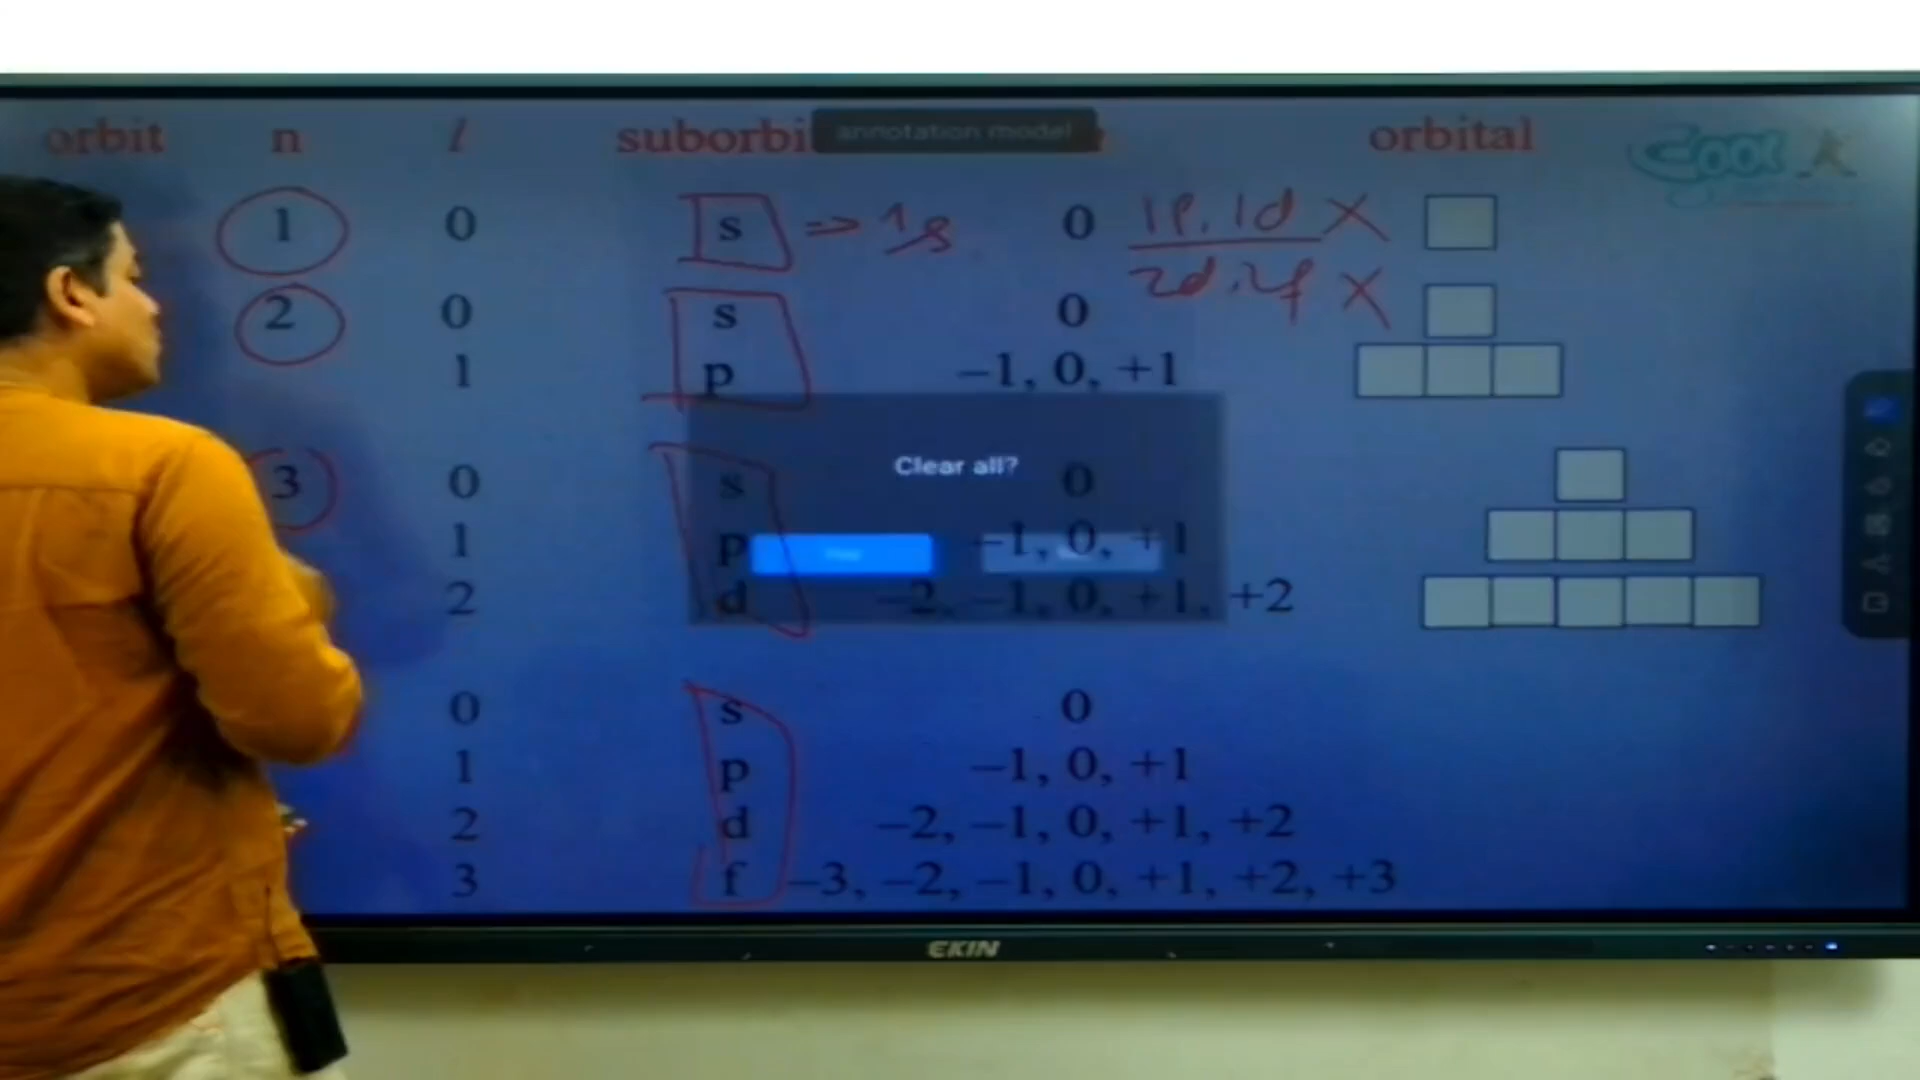 orbit n l suborbi annotation model orbital
1 0 s => 1s 0 1p, 1d X
2d, 2f X
2 0 s 0
1 p –1, 0, +1
Clear all?
3 0 s 0
1 p –1, 0, +1
2 d –2, –1, 0, +1, +2
0 s 0
1 p –1, 0, +1
2 d –2, –1, 0, +1, +2
3 f –3, –2, –1, 0, +1, +2, +3
EKIN